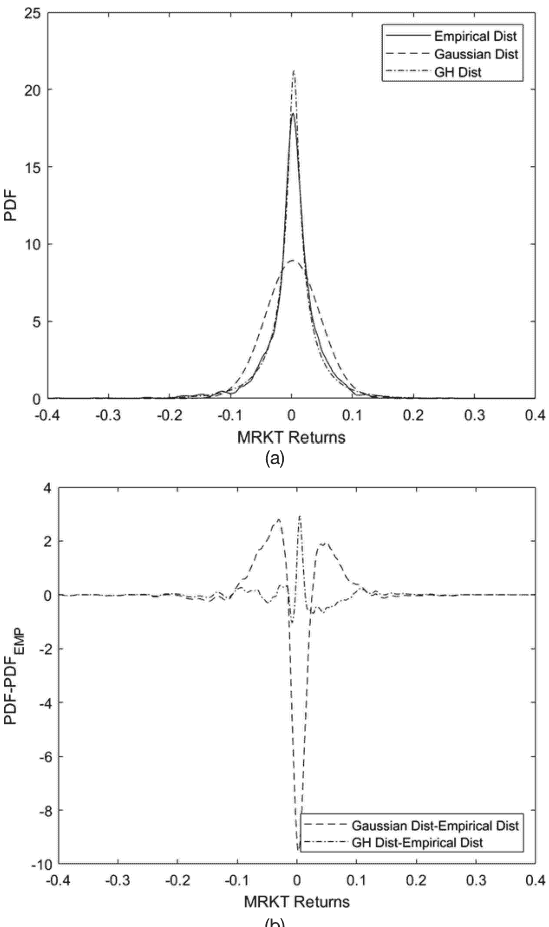 25
20
15
10
5
0
PDF
Empirical Dist
Gaussian Dist
GH Dist
-0.4 -0.3 -0.2 -0.1 0 0.1 0.2 0.3 0.4
MRKT Returns
(a)
4
2
0
-2
-4
-6
-8
-10
PDF-PDF_EMP
Gaussian Dist-Empirical Dist
GH Dist-Empirical Dist
-0.4 -0.3 -0.2 -0.1 0 0.1 0.2 0.3 0.4
MRKT Returns
(b)